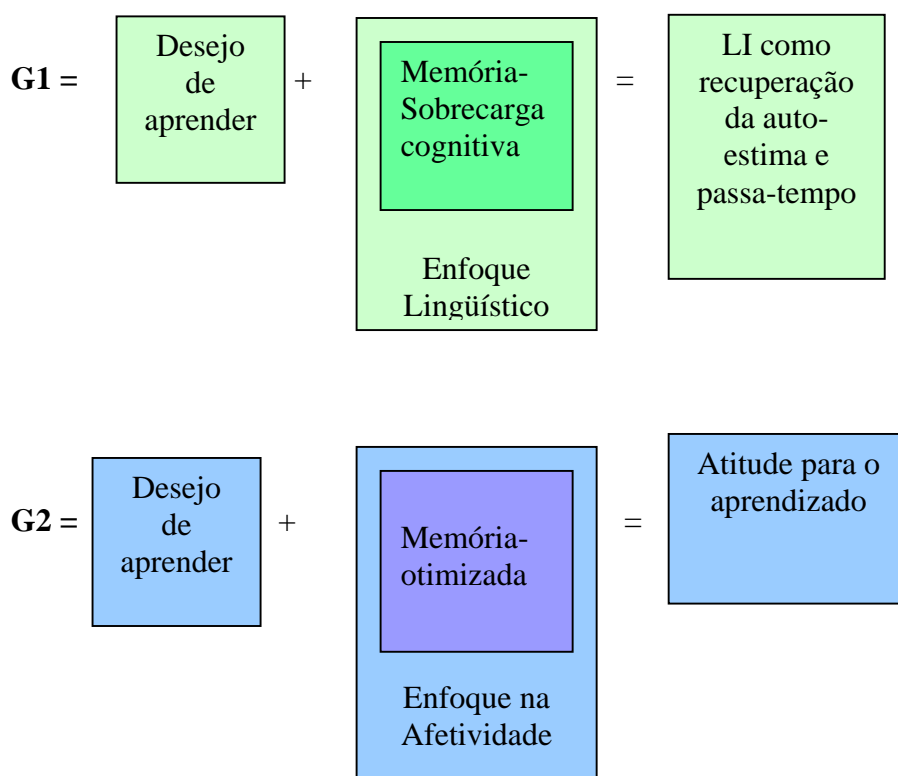 G1 =
Desejo
de
aprender
+
Memória-
Sobrecarga
cognitiva
Enfoque
Lingüístico
=
LI como
recuperação
da auto-
estima e
passa-tempo
G2 =
Desejo
de
aprender
+
Memória-
otimizada
Enfoque na
Afetividade
=
Atitude para o
aprendizado